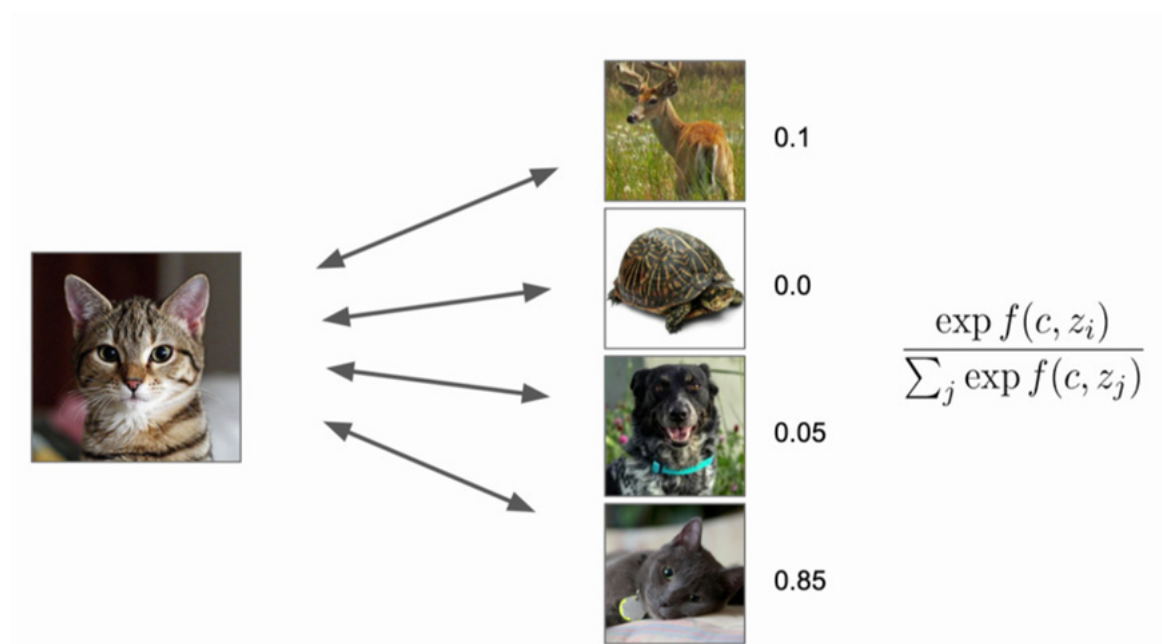 0.1
0.0
0.05
0.85
exp f(c, z_i)
∑_j exp f(c, z_j)